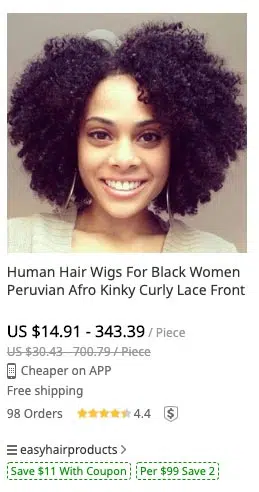 Human Hair Wigs For Black Women
Peruvian Afro Kinky Curly Lace Front
US $14.91 - 343.39 / Piece
US $30.43 - 700.79 / Piece
Cheaper on APP
Free shipping
98 Orders 4.4
easyhairproducts
Save $11 With Coupon Per $99 Save 2